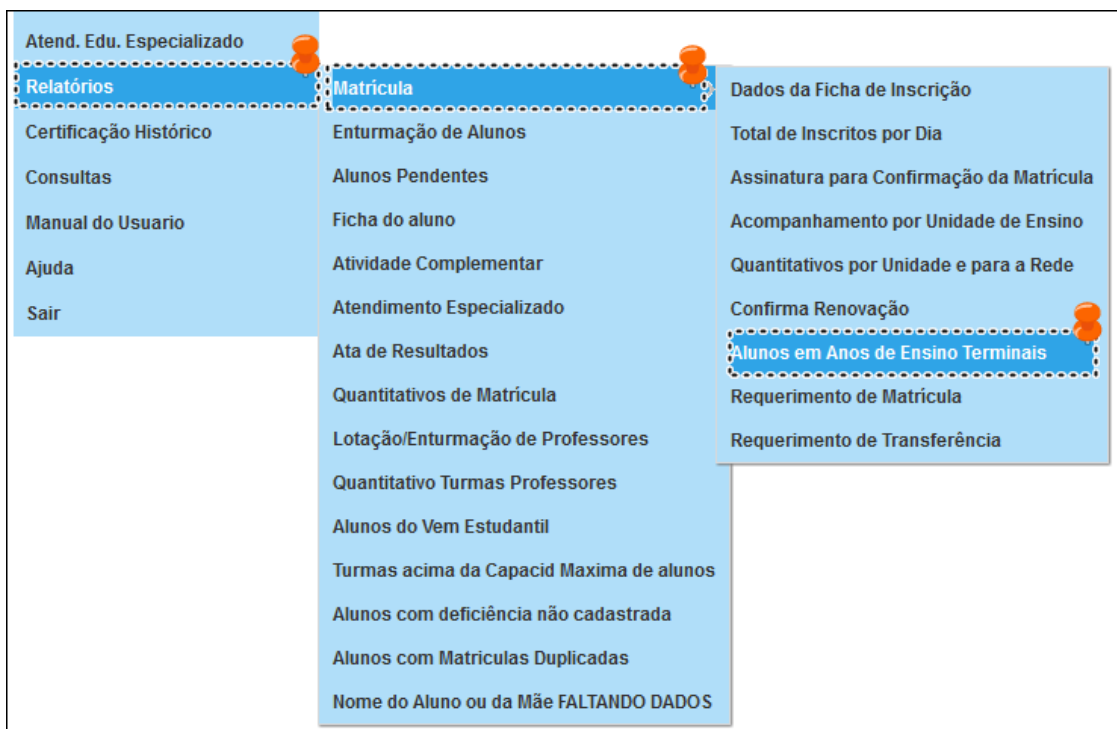 Atend. Edu. Especializado
Relatórios
Certificação Histórico
Consultas
Manual do Usuario
Ajuda
Sair
Matrícula
Enturmação de Alunos
Alunos Pendentes
Ficha do aluno
Atividade Complementar
Atendimento Especializado
Ata de Resultados
Quantitativos de Matrícula
Lotação/Enturmação de Professores
Quantitativo Turmas Professores
Alunos do Vem Estudantil
Turmas acima da Capacid Maxima de alunos
Alunos com deficiência não cadastrada
Alunos com Matriculas Duplicadas
Nome do Aluno ou da Mãe FALTANDO DADOS
Dados da Ficha de Inscrição
Total de Inscritos por Dia
Assinatura para Confirmação da Matrícula
Acompanhamento por Unidade de Ensino
Quantitativos por Unidade e para a Rede
Confirma Renovação
Alunos em Anos de Ensino Terminais
Requerimento de Matrícula
Requerimento de Transferência